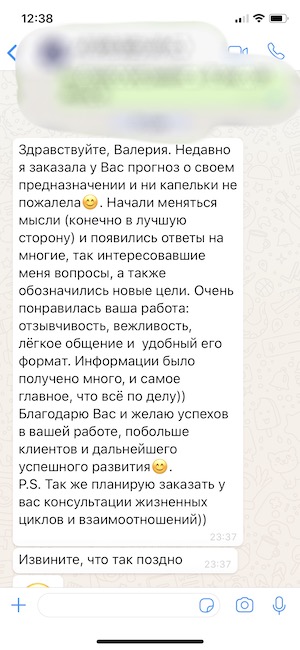 12:38
Здравствуйте, Валерия. Недавно
я заказала у Вас прогноз о своем
предназначении и ни капельки не
пожалела😊. Начали меняться
мысли (конечно в лучшую
сторону) и появились ответы на
многие, так интересовавшие
меня вопросы, а также
обозначились новые цели. Очень
понравилась ваша работа:
отзывчивость, вежливость,
лёгкое общение и  удобный его
формат. Информации было
получено много, и самое
главное, что всё по делу))
Благодарю Вас и желаю успехов
в вашей работе, побольше
клиентов и дальнейшего
успешного развития😊.
P.S. Так же планирую заказать у
вас консультации жизненных
циклов и взаимоотношений))
23:37
Извините, что так поздно 23:37